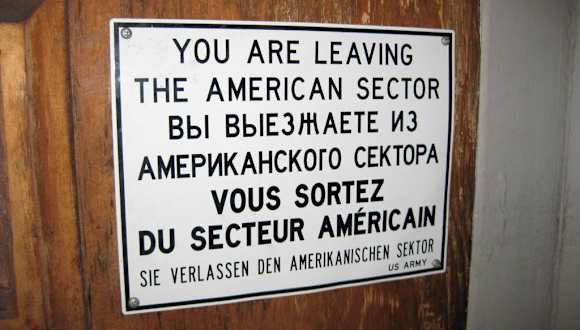 YOU ARE LEAVING
THE AMERICAN SECTOR
ВЫ ВЫЕЗЖАЕТЕ ИЗ
АМЕРИКАНСКОГО СЕКТОРА
VOUS SORTEZ
DU SECTEUR AMÉRICAIN
SIE VERLASSEN DEN AMERIKANISCHEN SEKTOR
US ARMY